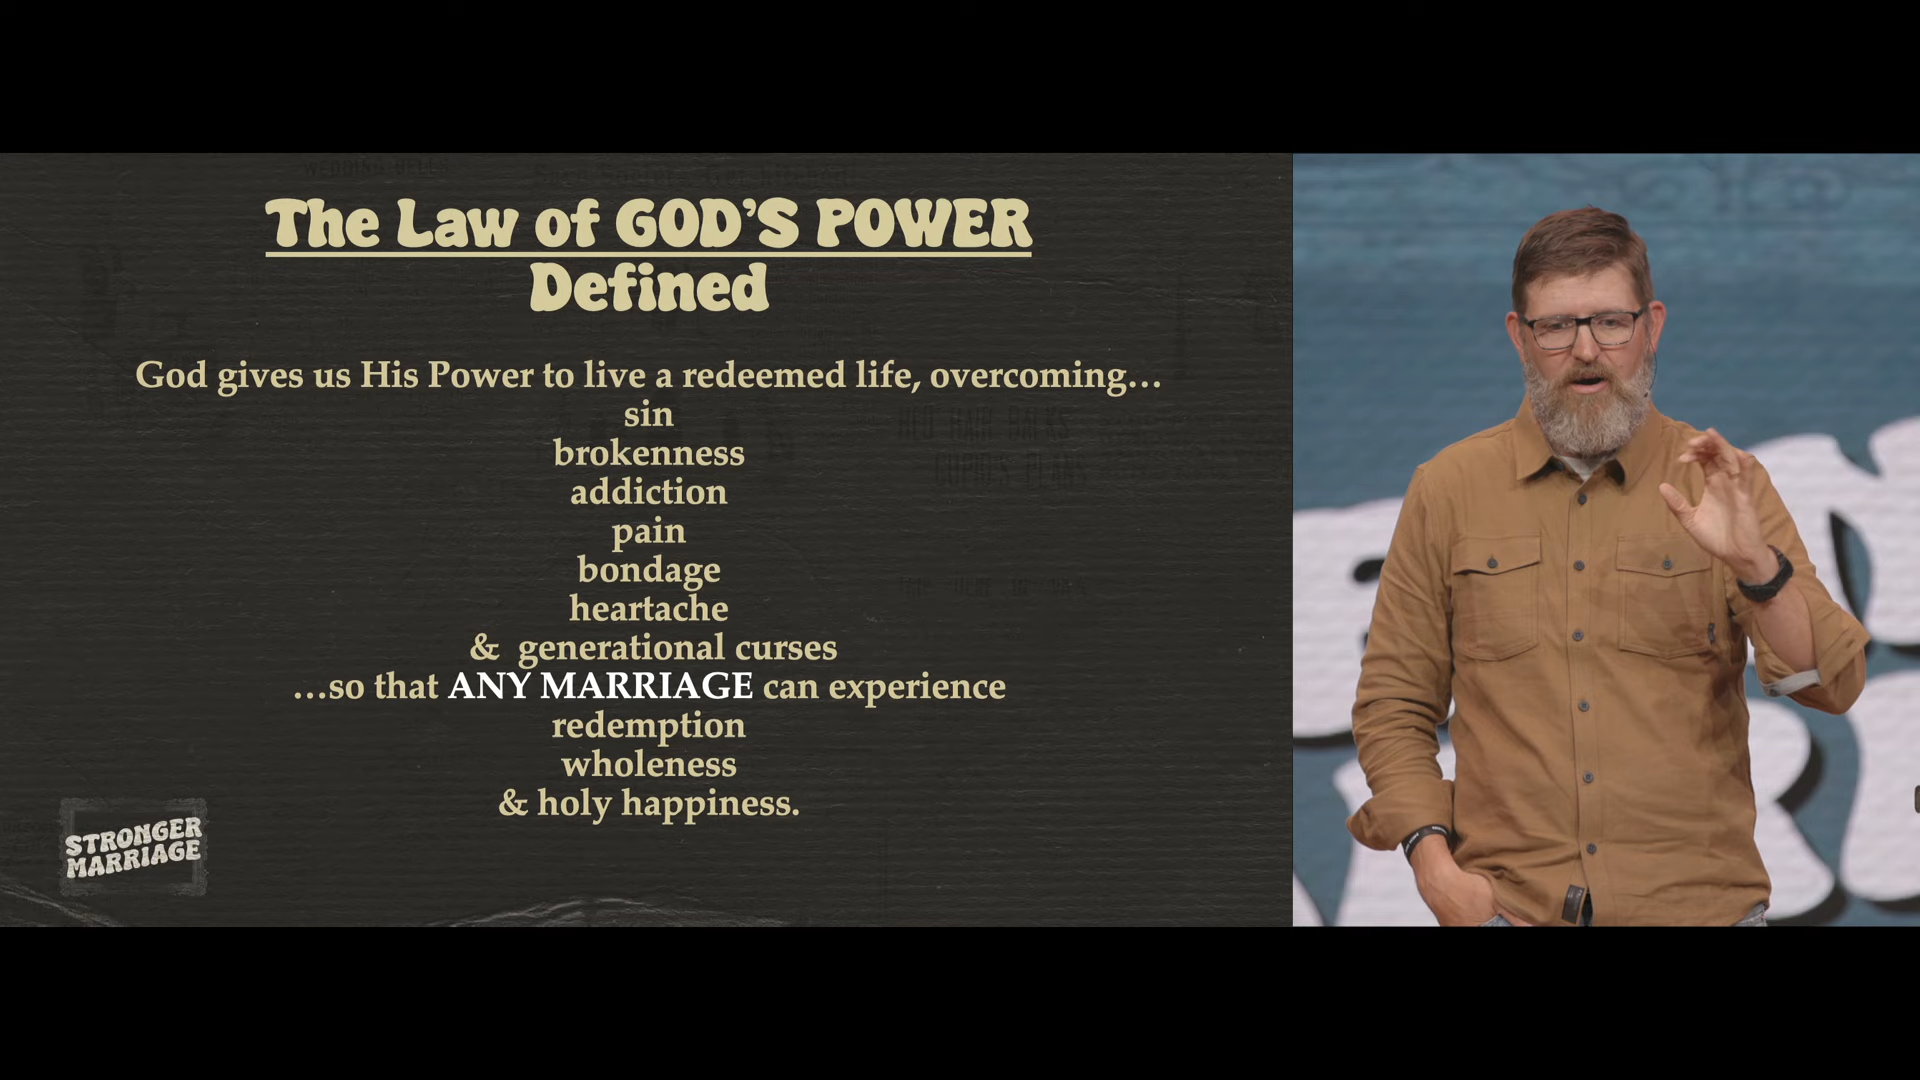 The Law of GOD'S POWER
Defined
God gives us His Power to live a redeemed life, overcoming…
sin
brokenness
addiction
pain
bondage
heartache
& generational curses
…so that ANY MARRIAGE can experience
redemption
wholeness
& holy happiness.
STRONGER
MARRIAGE